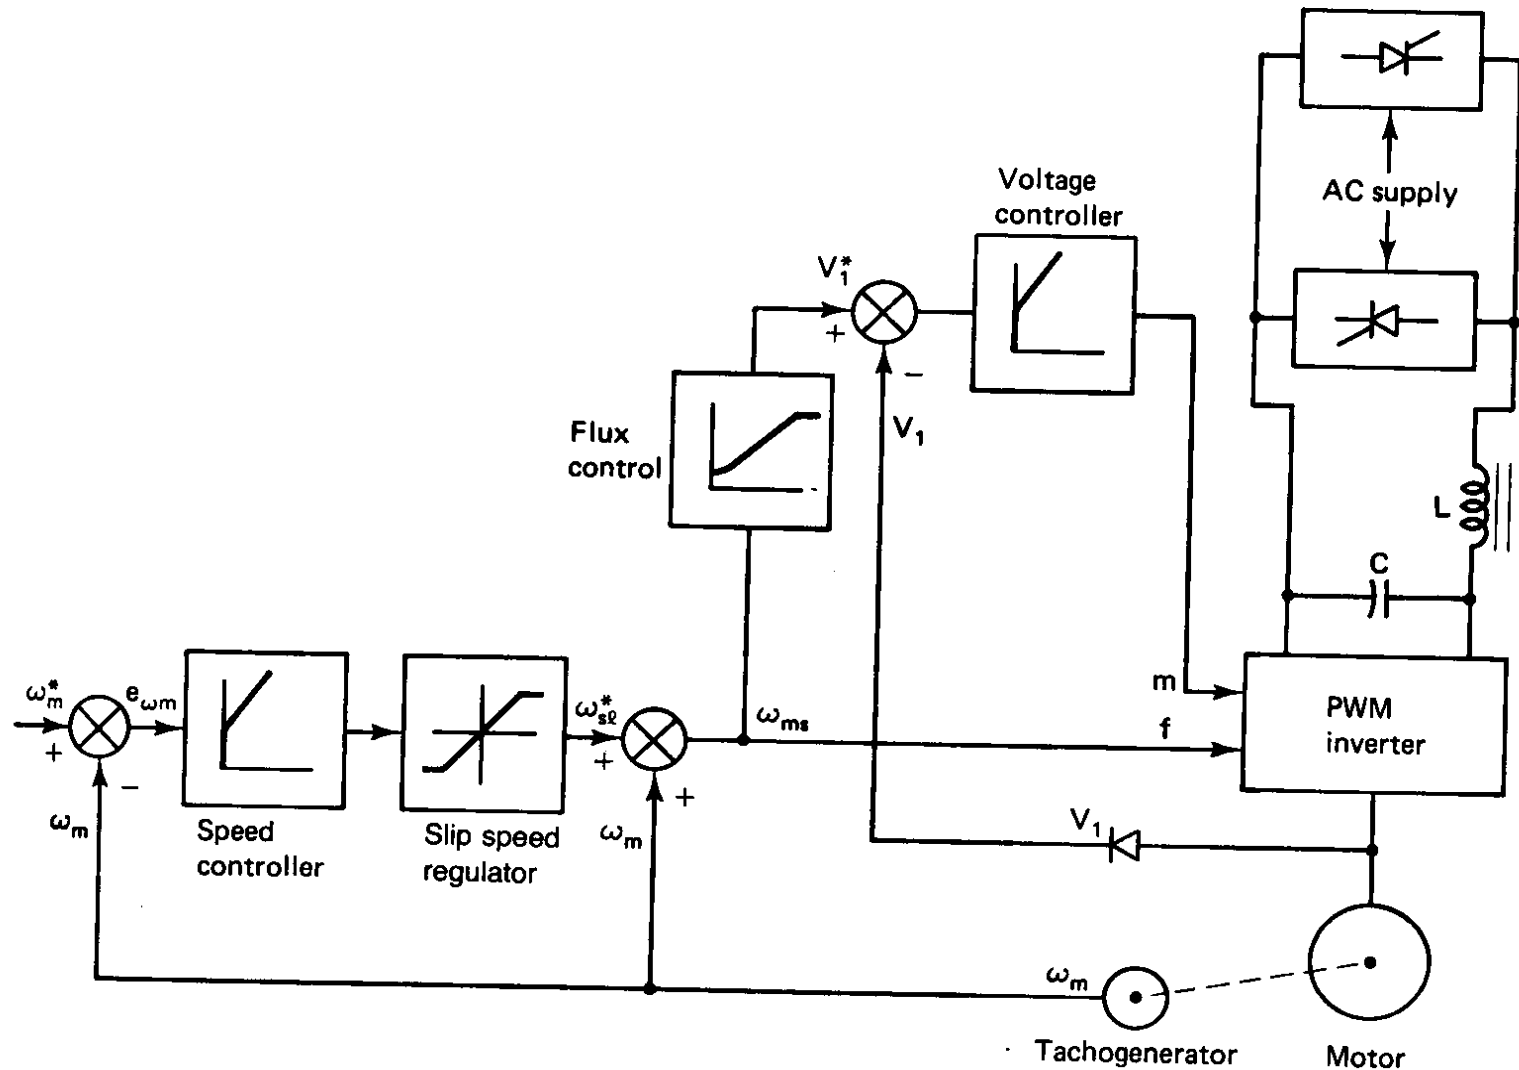 AC supply
Voltage
controller
V₁*
+
−
V₁
Flux
control
L
C
ω*m
eωm
+
−
ωm
Speed
controller
Slip speed
regulator
ω*sℓ
+
+
ωm
ωms
m
f
PWM
inverter
V₁
ωm
Tachogenerator
Motor